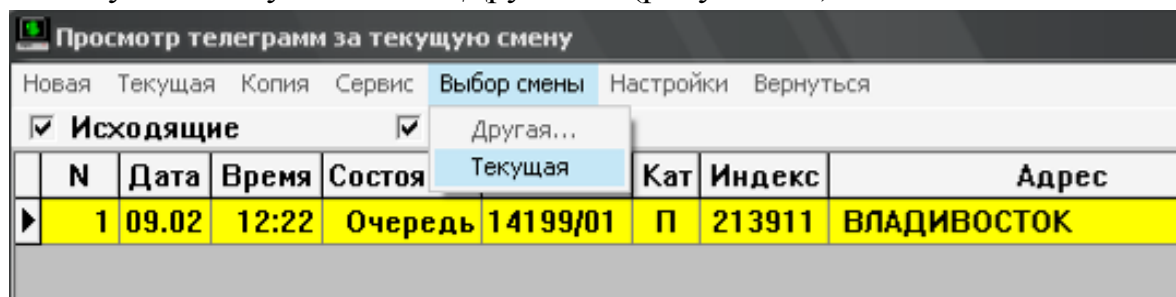 Просмотр телеграмм за текущую смену
Новая Текущая Копия Сервис Выбор смены Настройки Вернуться
Исходящие
Другая...
Текущая
N Дата Время Состоя Кат Индекс Адрес
1 09.02 12:22 Очередь 14199/01 П 213911 ВЛАДИВОСТОК